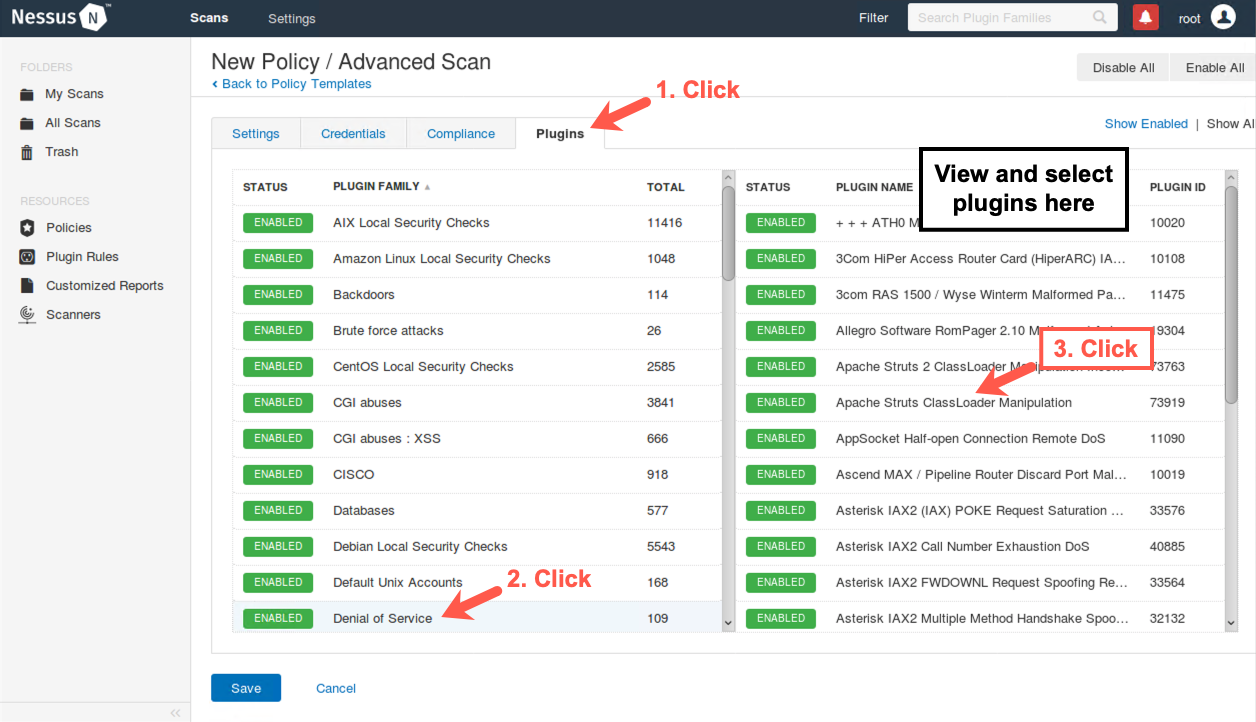 Nessus N ™ Scans Settings Filter Search Plugin Families root
FOLDERS
My Scans
All Scans
Trash
RESOURCES
Policies
Plugin Rules
Customized Reports
Scanners
New Policy / Advanced Scan
Disable All Enable All
‹ Back to Policy Templates
1. Click
Settings Credentials Compliance Plugins
Show Enabled | Show All
View and select
plugins here
STATUS PLUGIN FAMILY ▲ TOTAL
ENABLED AIX Local Security Checks 11416
ENABLED Amazon Linux Local Security Checks 1048
ENABLED Backdoors 114
ENABLED Brute force attacks 26
ENABLED CentOS Local Security Checks 2585
ENABLED CGI abuses 3841
ENABLED CGI abuses : XSS 666
ENABLED CISCO 918
ENABLED Databases 577
ENABLED Debian Local Security Checks 5543
ENABLED Default Unix Accounts 168
2. Click
ENABLED Denial of Service 109
STATUS PLUGIN NAME PLUGIN ID
ENABLED + + + ATH0 M 10020
ENABLED 3Com HiPer Access Router Card (HiperARC) IA... 10108
ENABLED 3com RAS 1500 / Wyse Winterm Malformed Pa... 11475
ENABLED Allegro Software RomPager 2.10 19304
3. Click
ENABLED Apache Struts 2 ClassLoader 73763
ENABLED Apache Struts ClassLoader Manipulation 73919
ENABLED AppSocket Half-open Connection Remote DoS 11090
ENABLED Ascend MAX / Pipeline Router Discard Port Mal... 10019
ENABLED Asterisk IAX2 (IAX) POKE Request Saturation ... 33576
ENABLED Asterisk IAX2 Call Number Exhaustion DoS 40885
ENABLED Asterisk IAX2 FWDOWNL Request Spoofing Re... 33564
ENABLED Asterisk IAX2 Multiple Method Handshake Spoo... 32132
Save Cancel